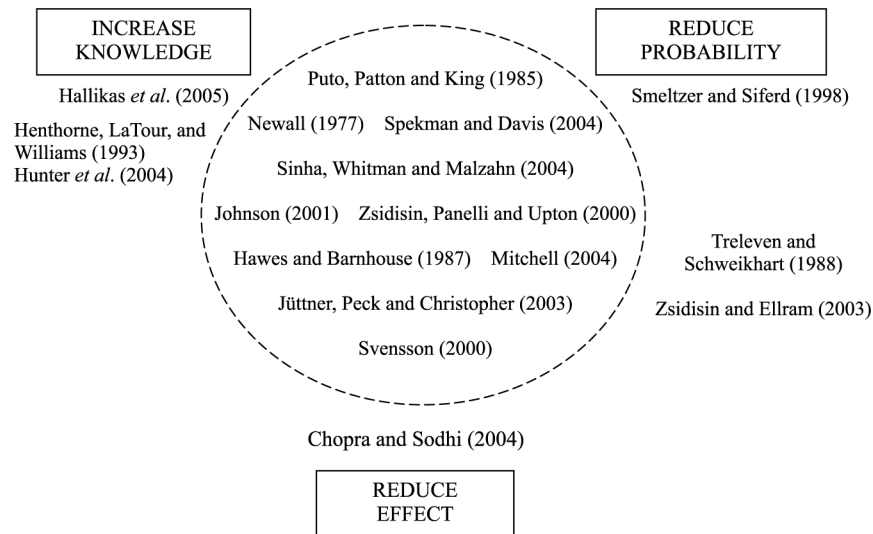 INCREASE
KNOWLEDGE
REDUCE
PROBABILITY
Hallikas et al. (2005)
Henthorne, LaTour, and
Williams (1993)
Hunter et al. (2004)
Puto, Patton and King (1985)
Newall (1977) Spekman and Davis (2004)
Sinha, Whitman and Malzahn (2004)
Johnson (2001) Zsidisin, Panelli and Upton (2000)
Hawes and Barnhouse (1987) Mitchell (2004)
Jüttner, Peck and Christopher (2003)
Svensson (2000)
Smeltzer and Siferd (1998)
Treleven and
Schweikhart (1988)
Zsidisin and Ellram (2003)
Chopra and Sodhi (2004)
REDUCE
EFFECT